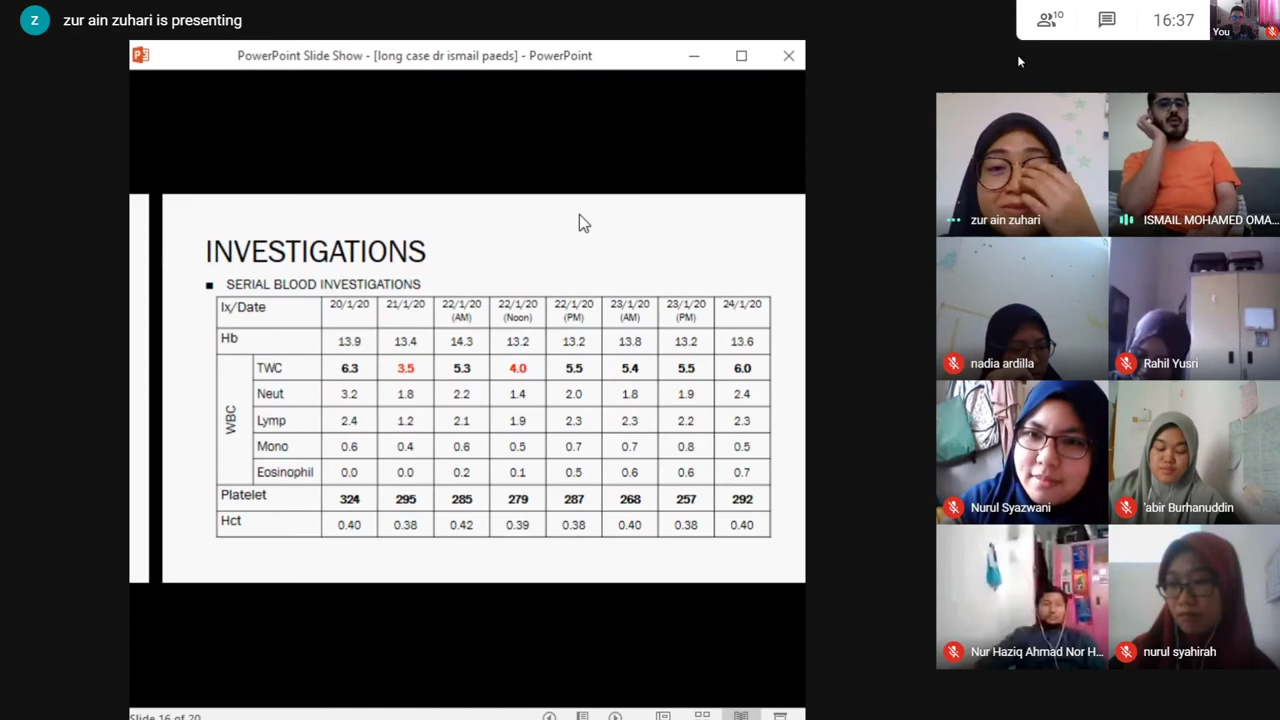 Z
zur ain zuhari is presenting
10
16:37
You
PowerPoint Slide Show - [long case dr ismail paeds] - PowerPoint
INVESTIGATIONS
SERIAL BLOOD INVESTIGATIONS
Ix/Date 20/1/20 21/1/20 22/1/20 (AM) 22/1/20 (Noon) 22/1/20 (PM) 23/1/20 (AM) 23/1/20 (PM) 24/1/20
Hb 13.9 13.4 14.3 13.2 13.2 13.8 13.2 13.6
WBC
TWC 6.3 3.5 5.3 4.0 5.5 5.4 5.5 6.0
Neut 3.2 1.8 2.2 1.4 2.0 1.8 1.9 2.4
Lymp 2.4 1.2 2.1 1.9 2.3 2.3 2.2 2.3
Mono 0.6 0.4 0.6 0.5 0.7 0.7 0.8 0.5
Eosinophil 0.0 0.0 0.2 0.1 0.5 0.6 0.6 0.7
Platelet 324 295 285 279 287 268 257 292
Hct 0.40 0.38 0.42 0.39 0.38 0.40 0.38 0.40
Slide 16 of 20
zur ain zuhari
ISMAIL MOHAMED OMA...
nadia ardilla
Rahil Yusri
Nurul Syazwani
'abir Burhanuddin
Nur Haziq Ahmad Nor H...
nurul syahirah